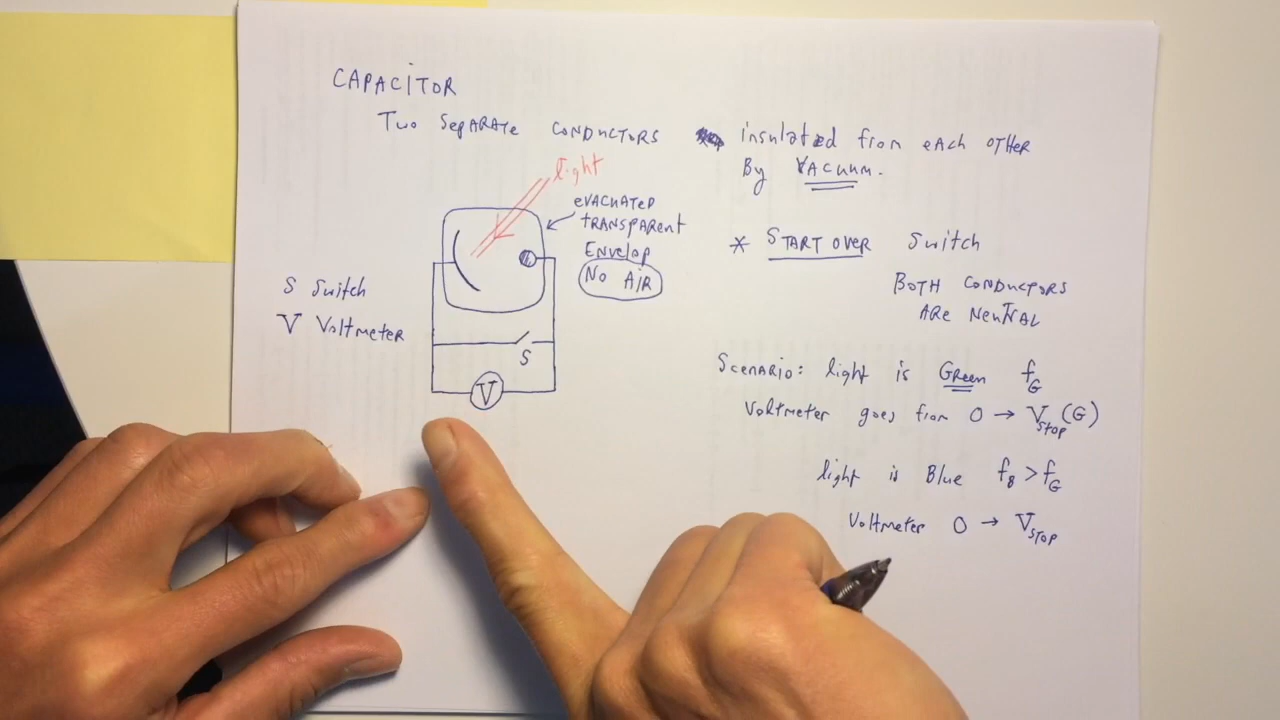 CAPACITOR
Two SepARATe CONDUCTORS insulated from eAch OTHer
By VACUUM.
light
eVACUATeD
TRANSPARent
Envelop
No AiR
* START OVER Switch
BOTH CONDUCTORS
ARe NeuTRAL
S Switch
V VolTmeTeR
S
V
ScenARio: light is Green fG
VolTmeter goes from 0 → VSTOP(G)
light is Blue fB > fG
VolTmeter 0 → VSTOP